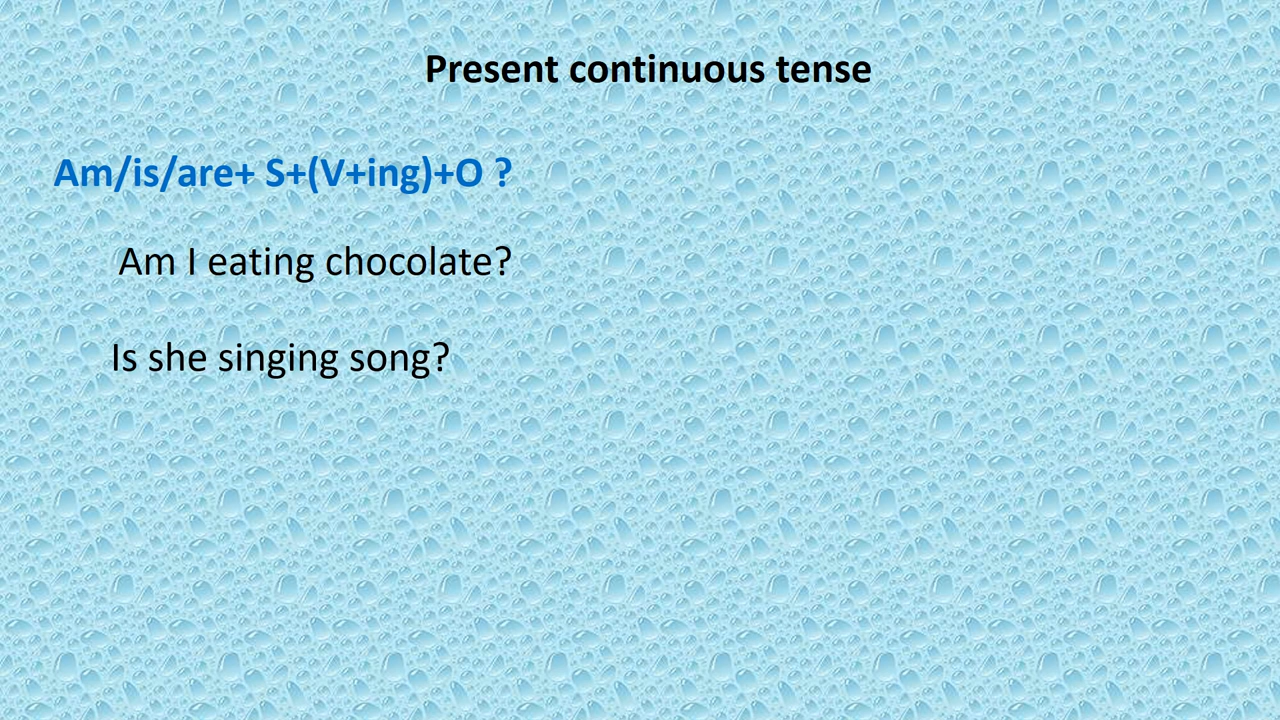 Present continuous tense
Am/is/are+ S+(V+ing)+O ?
Am I eating chocolate?
Is she singing song?